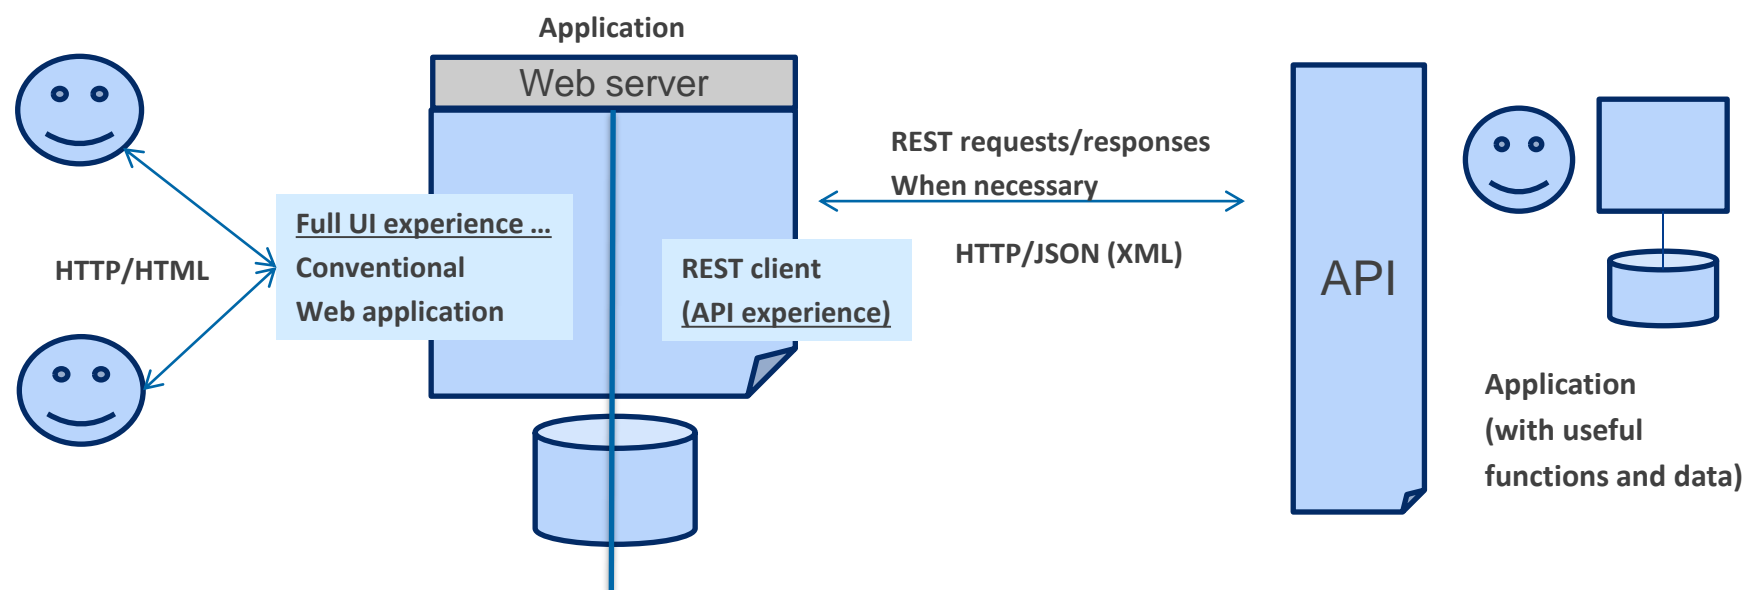 Application
Web server
HTTP/HTML
Full UI experience ...
Conventional
Web application
REST client
(API experience)
REST requests/responses
When necessary
HTTP/JSON (XML)
API
Application
(with useful
functions and data)